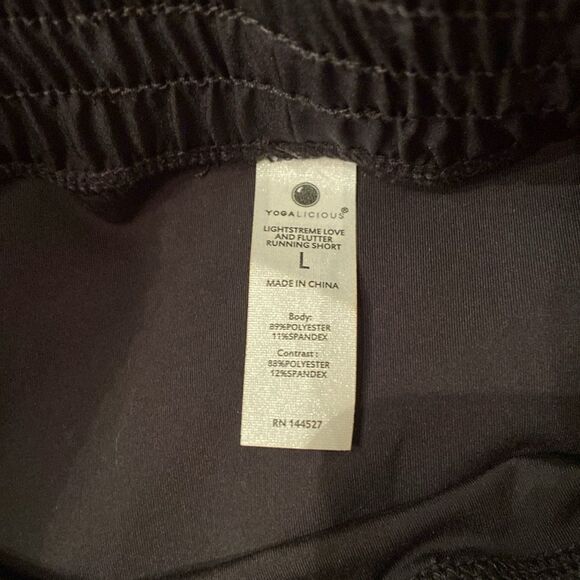 YOGALICIOUS®
LIGHTSTREME LOVE
AND FLUTTER
RUNNING SHORT
L
MADE IN CHINA
Body:
89%POLYESTER
11%SPANDEX
Contrast :
88%POLYESTER
12%SPANDEX
RN 144527